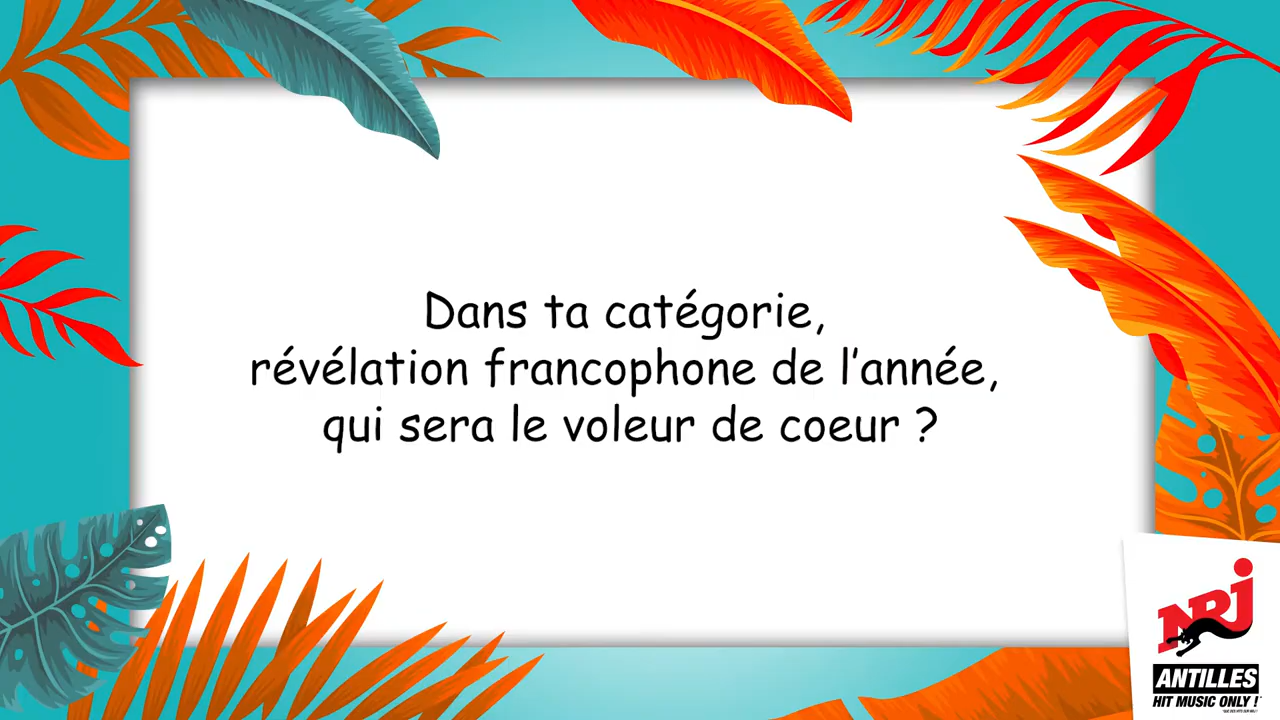 Dans ta catégorie,
révélation francophone de l'année,
qui sera le voleur de coeur ?
NRJ
ANTILLES
HIT MUSIC ONLY !